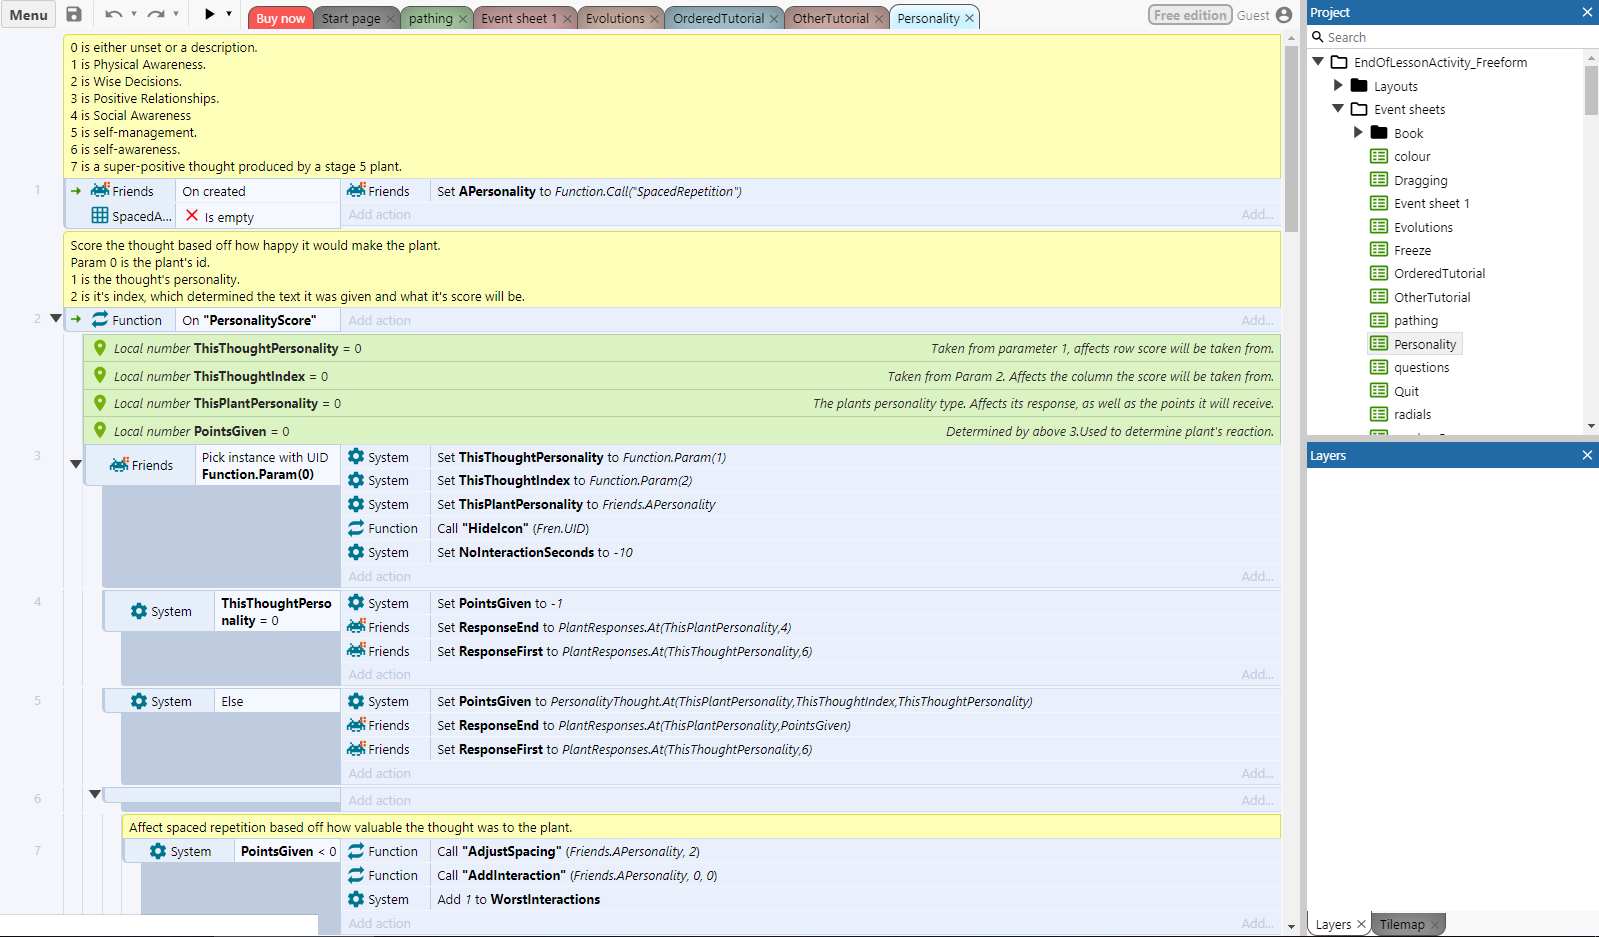 Menu
Buy now
Start page
pathing
Event sheet 1
Evolutions
OrderedTutorial
OtherTutorial
Personality
Free edition
Guest
0 is either unset or a description.
1 is Physical Awareness.
2 is Wise Decisions.
3 is Positive Relationships.
4 is Social Awareness
5 is self-management.
6 is self-awareness.
7 is a super-positive thought produced by a stage 5 plant.
1
Friends On created Friends Set APersonality to Function.Call("SpacedRepetition")
SpacedA... Is empty Add action Add...
Score the thought based off how happy it would make the plant.
Param 0 is the plant's id.
1 is the thought's personality.
2 is it's index, which determined the text it was given and what it's score will be.
2 Function On "PersonalityScore" Add action Add...
Local number ThisThoughtPersonality = 0 Taken from parameter 1, affects row score will be taken from.
Local number ThisThoughtIndex = 0 Taken from Param 2. Affects the column the score will be taken from.
Local number ThisPlantPersonality = 0 The plants personality type. Affects its response, as well as the points it will receive.
Local number PointsGiven = 0 Determined by above 3.Used to determine plant's reaction.
3
Friends Pick instance with UID
Function.Param(0)
System Set ThisThoughtPersonality to Function.Param(1)
System Set ThisThoughtIndex to Function.Param(2)
System Set ThisPlantPersonality to Friends.APersonality
Function Call "HideIcon" (Fren.UID)
System Set NoInteractionSeconds to -10
Add action Add...
4
System ThisThoughtPerso
nality = 0
System Set PointsGiven to -1
Friends Set ResponseEnd to PlantResponses.At(ThisPlantPersonality,4)
Friends Set ResponseFirst to PlantResponses.At(ThisThoughtPersonality,6)
Add action Add...
5
System Else
System Set PointsGiven to PersonalityThought.At(ThisPlantPersonality,ThisThoughtIndex,ThisThoughtPersonality)
Friends Set ResponseEnd to PlantResponses.At(ThisPlantPersonality,PointsGiven)
Friends Set ResponseFirst to PlantResponses.At(ThisThoughtPersonality,6)
Add action Add...
6 Add action Add...
Affect spaced repetition based off how valuable the thought was to the plant.
7
System PointsGiven < 0
Function Call "AdjustSpacing" (Friends.APersonality, 2)
Function Call "AddInteraction" (Friends.APersonality, 0, 0)
System Add 1 to WorstInteractions
Add action Add...
Project
Search
EndOfLessonActivity_Freeform
Layouts
Event sheets
Book
colour
Dragging
Event sheet 1
Evolutions
Freeze
OrderedTutorial
OtherTutorial
pathing
Personality
questions
Quit
radials
Layers
Layers
Tilemap